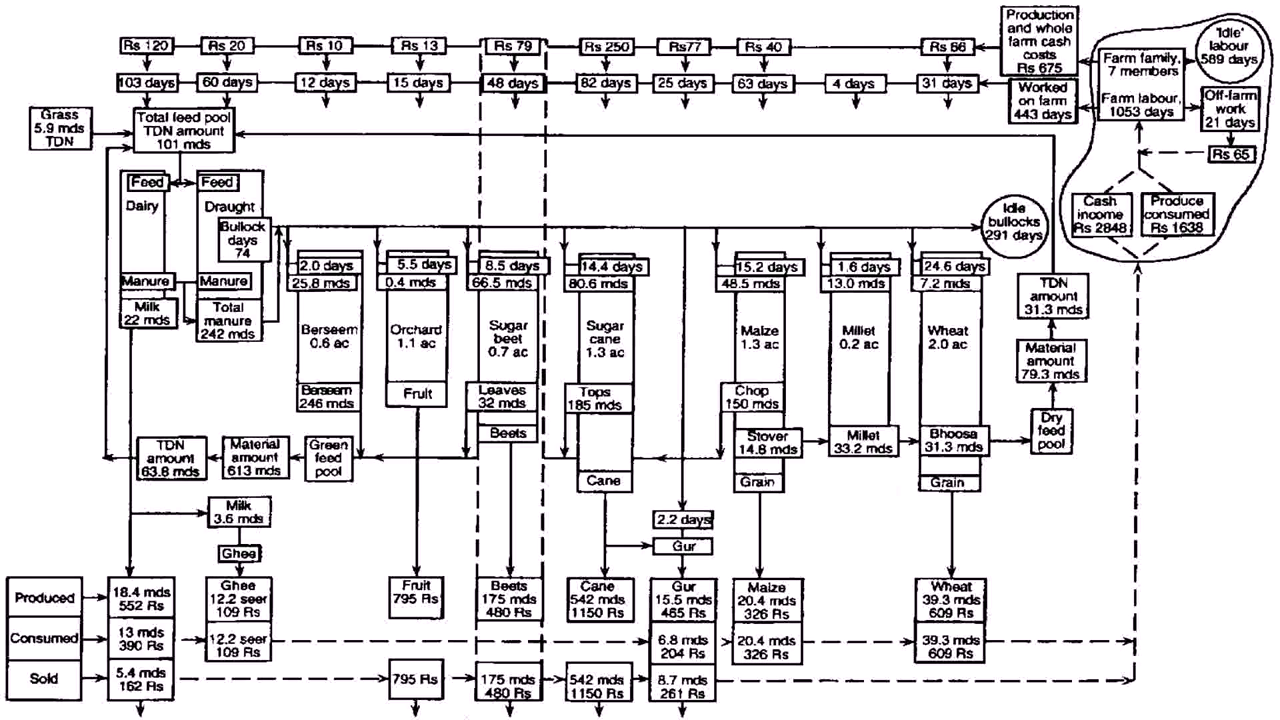 Rs 120
Rs 20
Rs 10
Rs 13
Rs 79
Rs 250
Rs77
Rs 40
Rs 66
Production
and whole
farm cash
costs
Rs 675
Farm family,
7 members
Farm labour,
1053 days
'Idle'
labour
589 days
103 days
60 days
12 days
15 days
48 days
82 days
25 days
63 days
4 days
31 days
Worked
on farm
443 days
Off-farm
work
21 days
Rs 65
Cash
income
Rs 2848
Produce
consumed
Rs 1638
Grass
5.9 mds
TDN
Total feed pool
TDN amount
101 mds
Feed
Dairy
Manure
Milk
22 mds
Feed
Draught
Bullock
days
74
Manure
Total
manure
242 mds
Idle
bullocks
291 days
2.0 days
25.8 mds
Berseem
0.6 ac
Berseem
246 mds
5.5 days
0.4 mds
Orchard
1.1 ac
Fruit
8.5 days
66.5 mds
Sugar
beet
0.7 ac
Leaves
32 mds
Beets
14.4 days
80.6 mds
Sugar
cane
1.3 ac
Tops
185 mds
Cane
15.2 days
48.5 mds
Maize
1.3 ac
Chop
150 mds
Stover
14.8 mds
Grain
1.6 days
13.0 mds
Millet
0.2 ac
Millet
33.2 mds
24.6 days
7.2 mds
Wheat
2.0 ac
Bhoosa
31.3 mds
Grain
TDN
amount
31.3 mds
Material
amount
79.3 mds
Dry
feed
pool
TDN
amount
63.8 mds
Material
amount
613 mds
Green
feed
pool
Milk
3.6 mds
Ghee
2.2 days
Gur
Produced
18.4 mds
552 Rs
Ghee
12.2 seer
109 Rs
Fruit
795 Rs
Beets
175 mds
480 Rs
Cane
542 mds
1150 Rs
Gur
15.5 mds
465 Rs
Maize
20.4 mds
326 Rs
Wheat
39.3 mds
609 Rs
Consumed
13 mds
390 Rs
12.2 seer
109 Rs
6.8 mds
204 Rs
20.4 mds
326 Rs
39.3 mds
609 Rs
Sold
5.4 mds
162 Rs
795 Rs
175 mds
480 Rs
542 mds
1150 Rs
8.7 mds
261 Rs